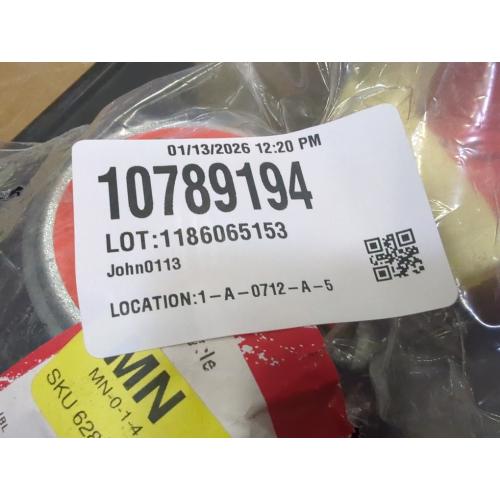 01/13/2026 12:20 PM
10789194
LOT:1186065153
John0113
LOCATION:1-A-0712-A-5
MN
MN-0-1-4
SKU 628